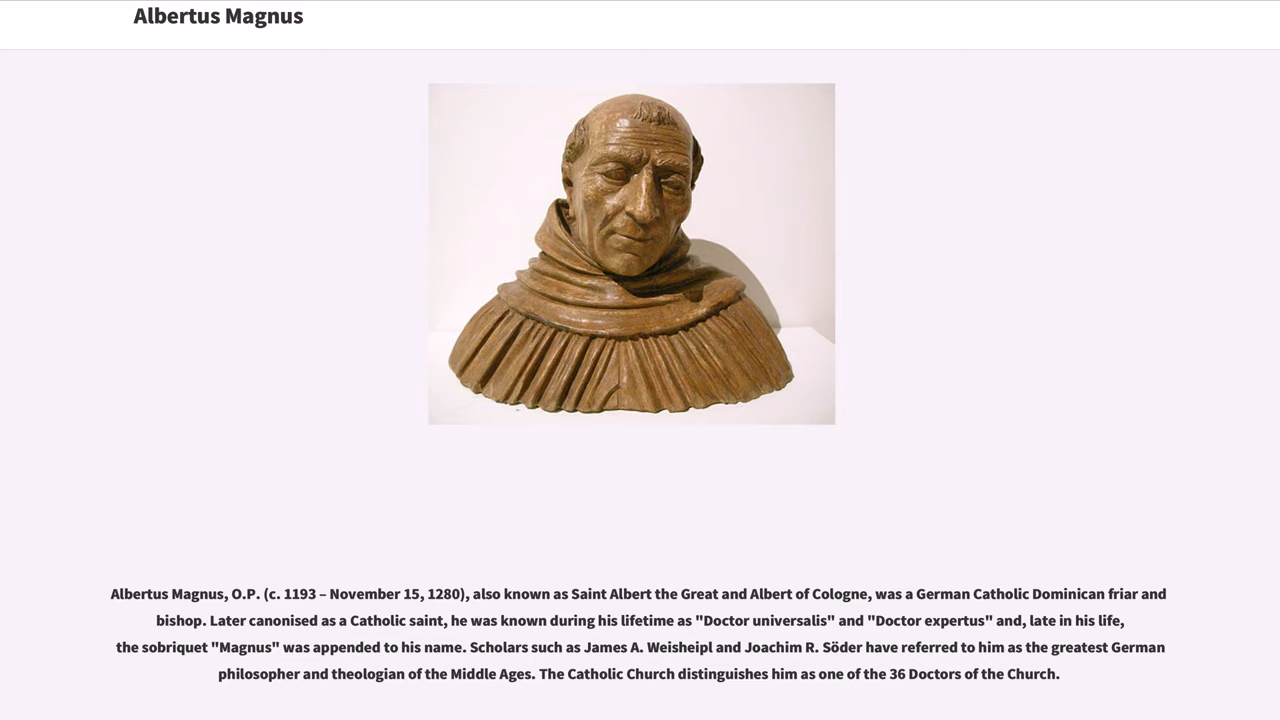 Albertus Magnus
Albertus Magnus, O.P. (c. 1193 – November 15, 1280), also known as Saint Albert the Great and Albert of Cologne, was a German Catholic Dominican friar and
bishop. Later canonised as a Catholic saint, he was known during his lifetime as "Doctor universalis" and "Doctor expertus" and, late in his life,
the sobriquet "Magnus" was appended to his name. Scholars such as James A. Weisheipl and Joachim R. Söder have referred to him as the greatest German
philosopher and theologian of the Middle Ages. The Catholic Church distinguishes him as one of the 36 Doctors of the Church.